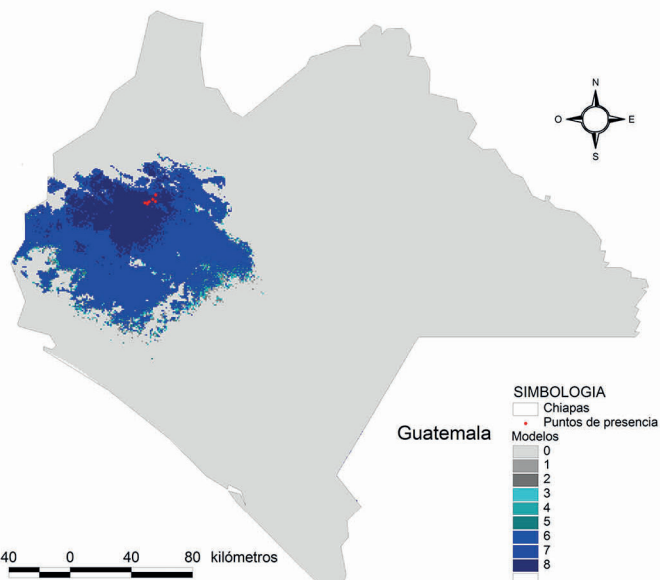 N
O E
S
SIMBOLOGIA
Chiapas
Puntos de presencia
Guatemala
Modelos
0
1
2
3
4
5
6
7
8
40 0 40 80 kilómetros